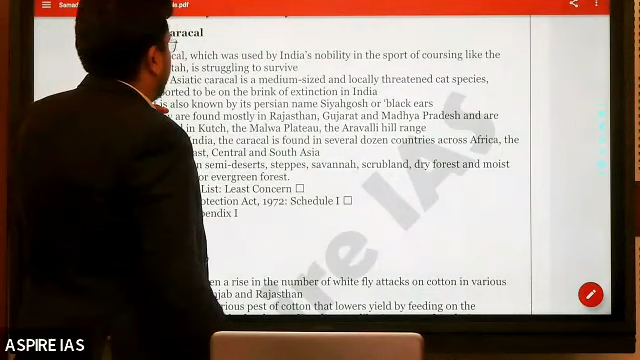 Samad
ls.pdf
aracal
cal, which was used by India's nobility in the sport of coursing like the
tah, is struggling to survive
Asiatic caracal is a medium-sized and locally threatened cat species,
orted to be on the brink of extinction in India
is also known by its persian name Siyahgosh or 'black ears
y are found mostly in Rajasthan, Gujarat and Madhya Pradesh and are
in Kutch, the Malwa Plateau, the Aravalli hill range
India, the caracal is found in several dozen countries across Africa, the
ast, Central and South Asia
n semi-deserts, steppes, savannah, scrubland, dry forest and moist
or evergreen forest.
List: Least Concern ☐
otection Act, 1972: Schedule I ☐
pendix I
en a rise in the number of white fly attacks on cotton in various
njab and Rajasthan
rious pest of cotton that lowers yield by feeding on the
ire IAS
ASPIRE IAS